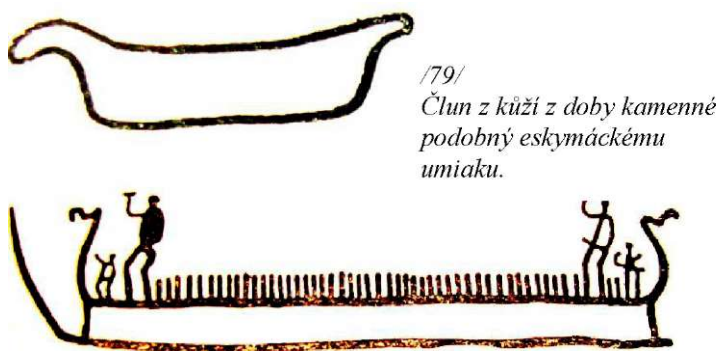 /79/
Člun z kůží z doby kamenné
podobný eskymáckému
umiaku.